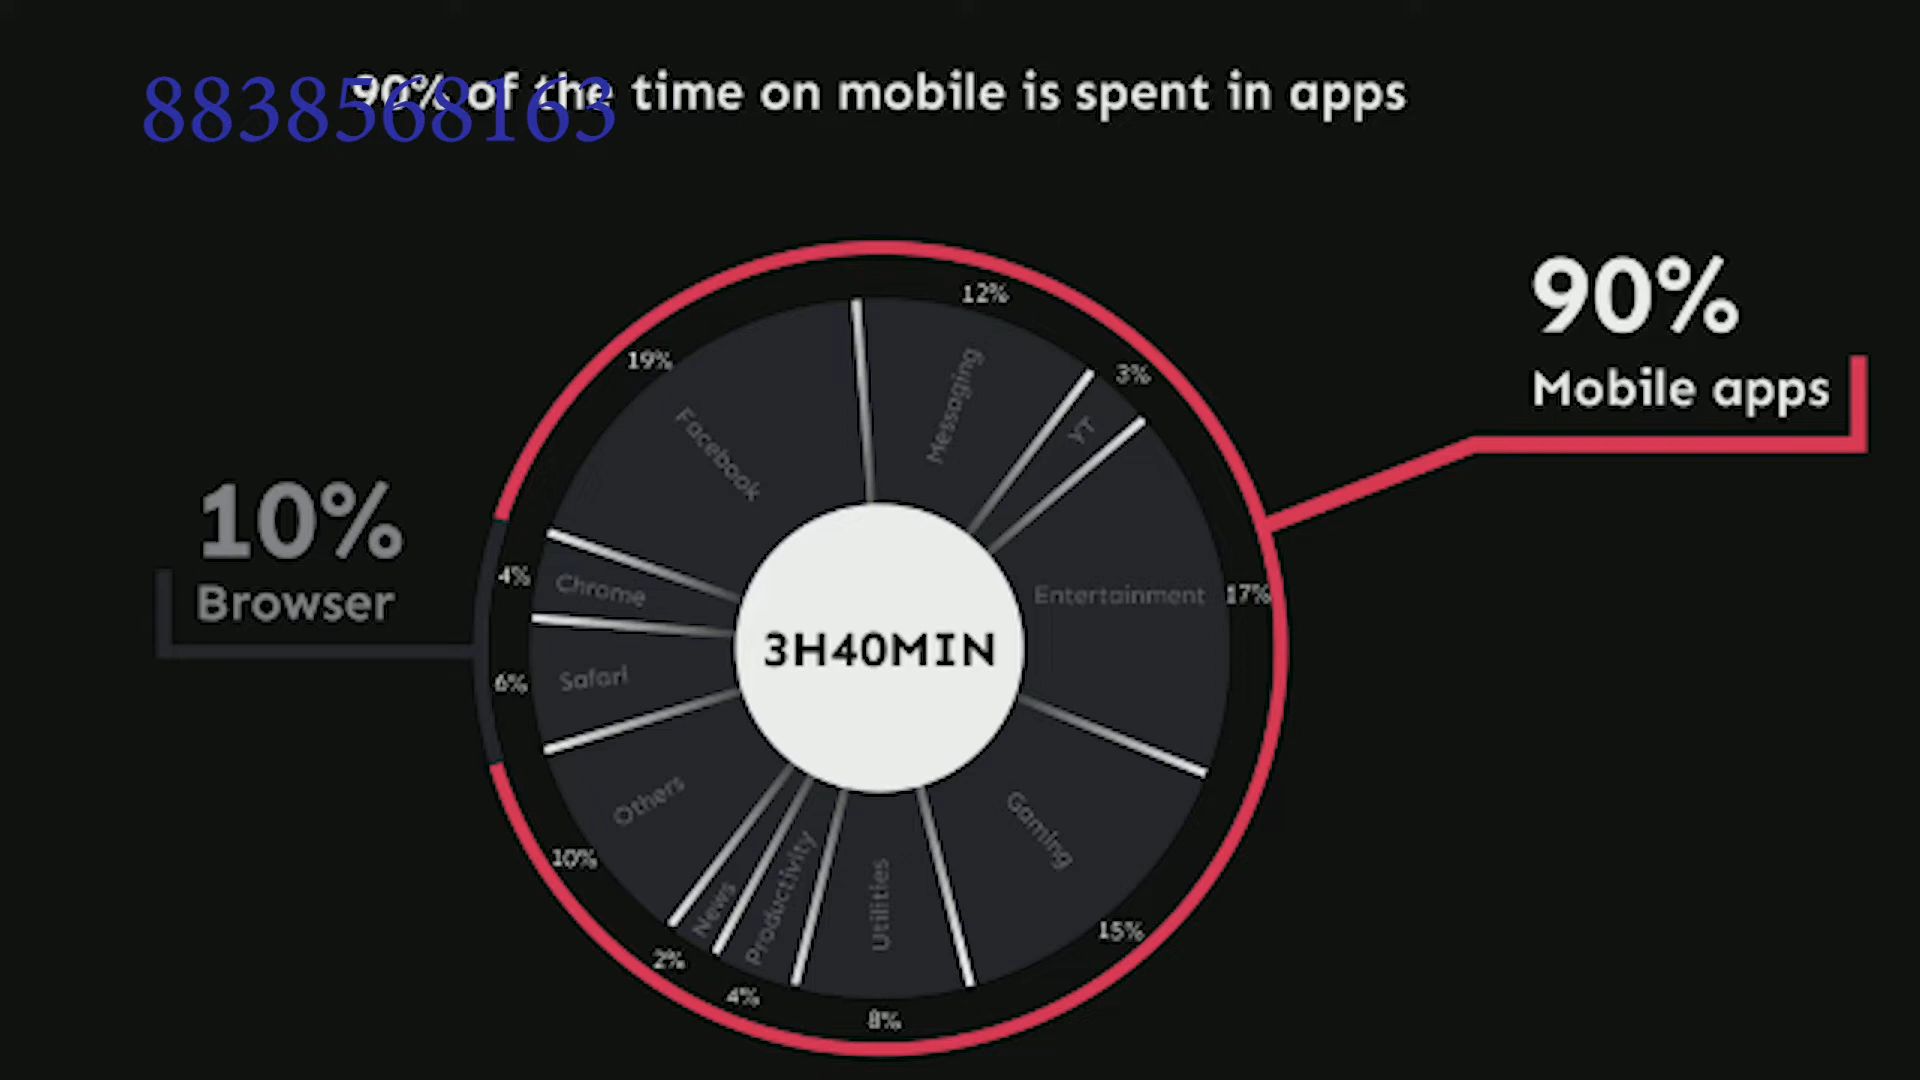 8838568163
90% of the time on mobile is spent in apps
90%
Mobile apps
10%
Browser
12%
Messaging
3%
YT
17%
Entertainment
15%
Gaming
8%
Utilities
4%
Productivity
2%
News
10%
Others
6%
Safari
4%
Chrome
19%
Facebook
3H40MIN